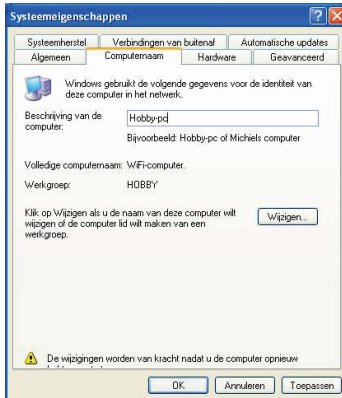 Systeemeigenschappen
Systeemherstel Verbindingen van buitenaf Automatische updates
Algemeen Computernaam Hardware Geavanceerd
Windows gebruikt de volgende gegevens voor de identiteit van
deze computer in het netwerk.
Beschrijving van de
computer:
Hobby-pc
Bijvoorbeeld: Hobby-pc of Michiels computer
Volledige computernaam: WiFi-computer.
Werkgroep: HOBBY
Klik op Wijzigen als u de naam van deze computer wilt
wijzigen of de computer lid wilt maken van een
werkgroep.
Wijzigen...
De wijzigingen worden van kracht nadat u de computer opnieuw
OK Annuleren Toepassen